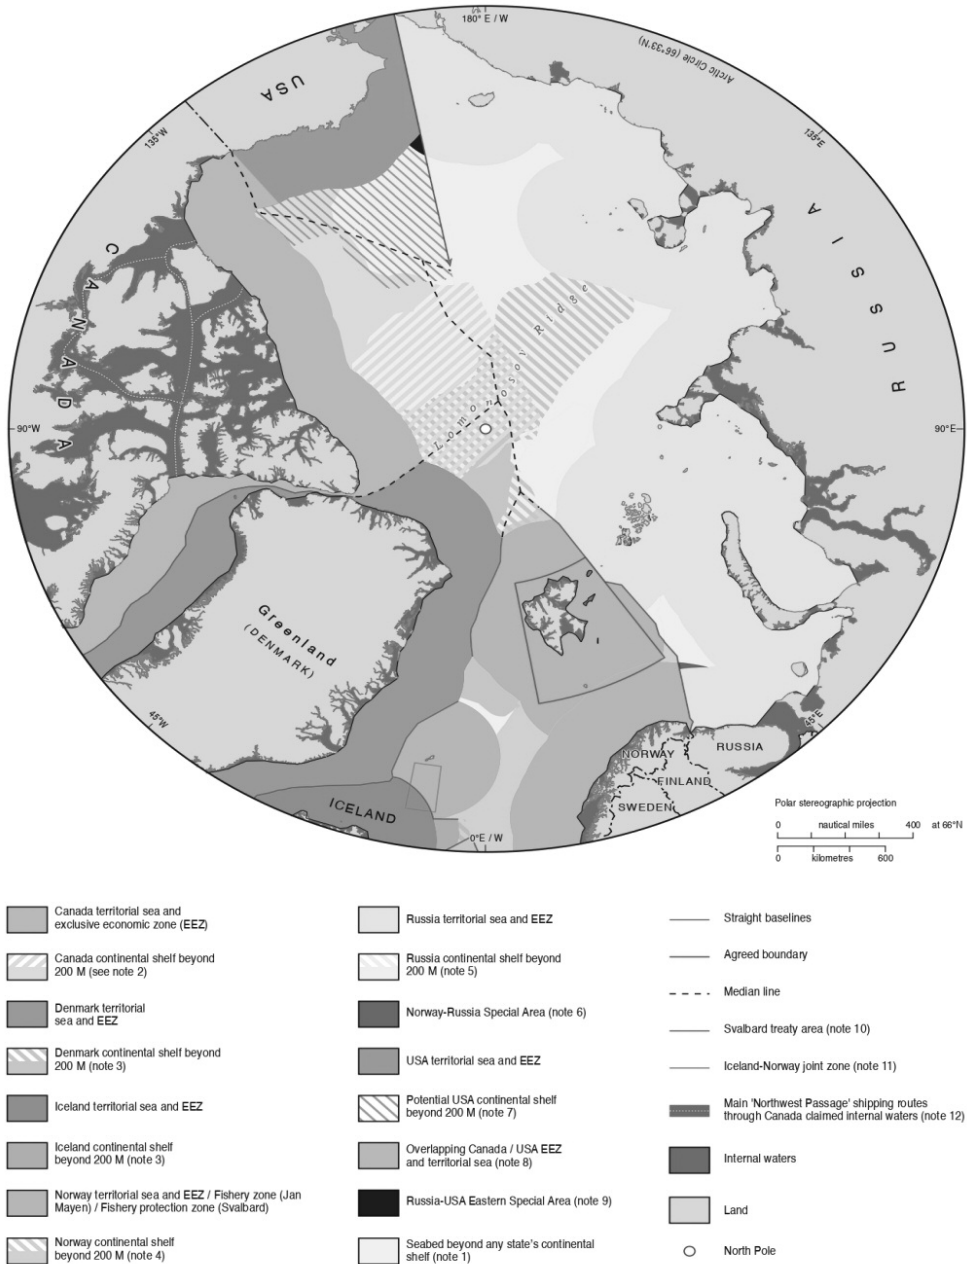 180° E / W
Arctic Circle (66°33'N)
USA
135°W
135°E
CANADA
RUSSIA
Lomonosov Ridge
90°W
90°E
Greenland
(DENMARK)
45°W
45°E
NORWAY
RUSSIA
FINLAND
SWEDEN
ICELAND
0°E / W
Polar stereographic projection
0 nautical miles 400 at 66°N
0 kilometres 600
Canada territorial sea and
exclusive economic zone (EEZ)
Canada continental shelf beyond
200 M (see note 2)
Denmark territorial
sea and EEZ
Denmark continental shelf beyond
200 M (note 3)
Iceland territorial sea and EEZ
Iceland continental shelf
beyond 200 M (note 3)
Norway territorial sea and EEZ / Fishery zone (Jan
Mayen) / Fishery protection zone (Svalbard)
Norway continental shelf
beyond 200 M (note 4)
Russia territorial sea and EEZ
Russia continental shelf beyond
200 M (note 5)
Norway-Russia Special Area (note 6)
USA territorial sea and EEZ
Potential USA continental shelf
beyond 200 M (note 7)
Overlapping Canada / USA EEZ
and territorial sea (note 8)
Russia-USA Eastern Special Area (note 9)
Seabed beyond any state's continental
shelf (note 1)
Straight baselines
Agreed boundary
Median line
Svalbard treaty area (note 10)
Iceland-Norway joint zone (note 11)
Main 'Northwest Passage' shipping routes
through Canada claimed internal waters (note 12)
Internal waters
Land
North Pole